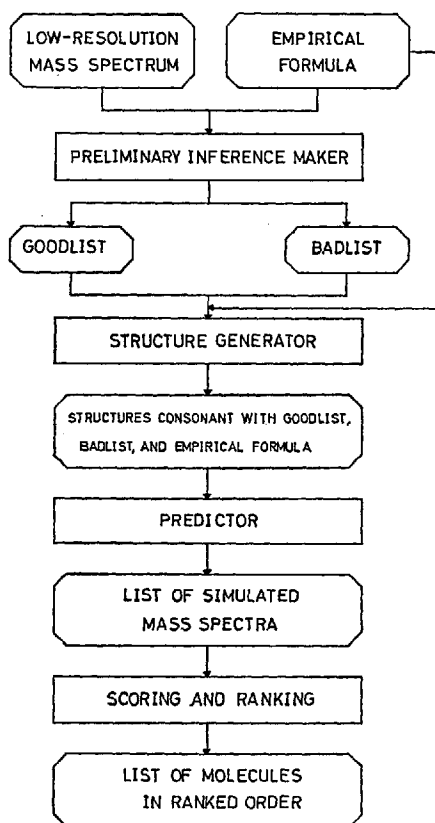 LOW-RESOLUTION
MASS SPECTRUM
EMPIRICAL
FORMULA
PRELIMINARY INFERENCE MAKER
GOODLIST
BADLIST
STRUCTURE GENERATOR
STRUCTURES CONSONANT WITH GOODLIST,
BADLIST, AND EMPIRICAL FORMULA
PREDICTOR
LIST OF SIMULATED
MASS SPECTRA
SCORING AND RANKING
LIST OF MOLECULES
IN RANKED ORDER